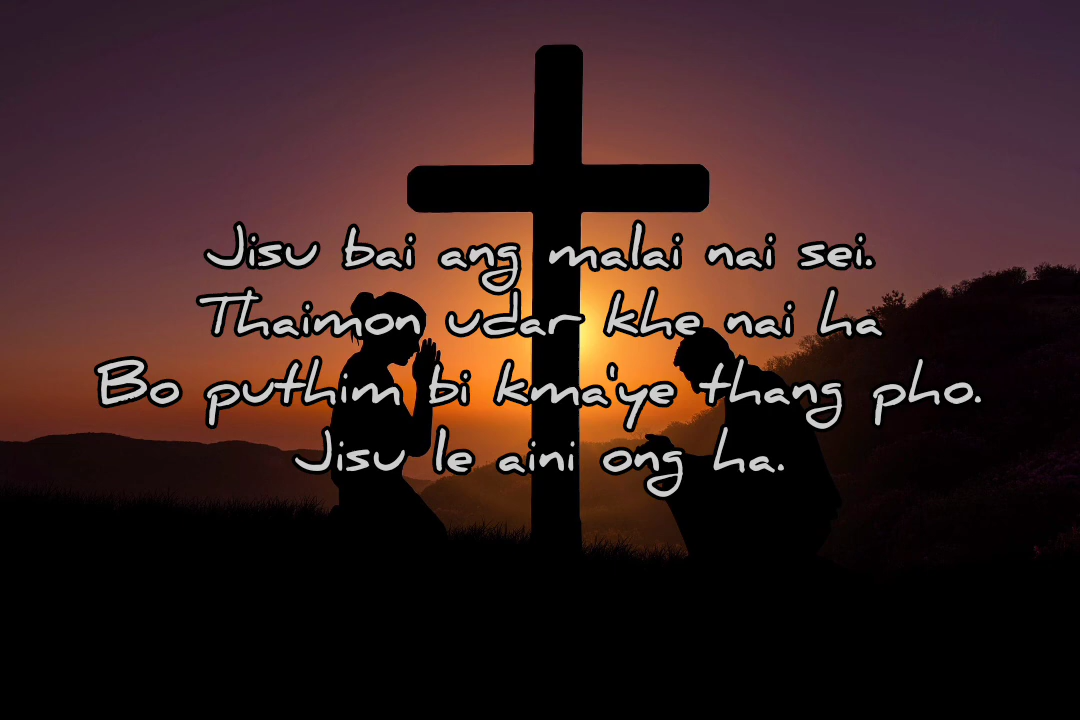 Jisu bai ang malai nai sei.
Thaimon udar khe nai ha
Bo puthim bi kma'ye thang pho.
Jisu le aini ong ha.